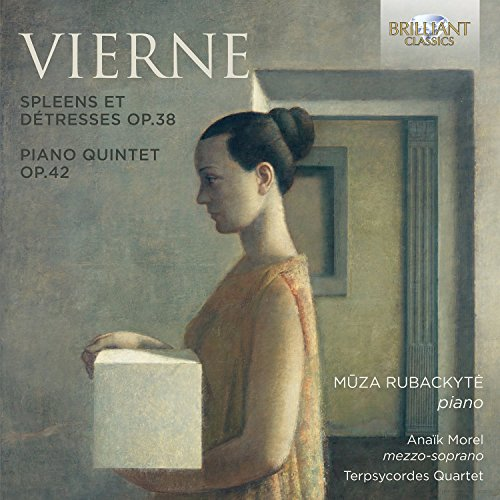 BRILLIANT
CLASSICS
VIERNE
SPLEENS ET
DÉTRESSES OP.38
PIANO QUINTET
OP.42
MŪZA RUBACKYTĖ
piano
Anaïk Morel
mezzo-soprano
Terpsycordes Quartet